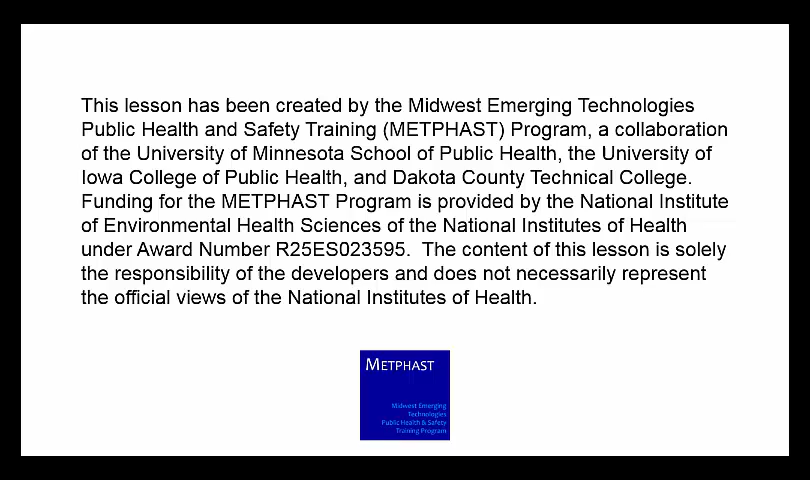 This lesson has been created by the Midwest Emerging Technologies
Public Health and Safety Training (METPHAST) Program, a collaboration
of the University of Minnesota School of Public Health, the University of
Iowa College of Public Health, and Dakota County Technical College.
Funding for the METPHAST Program is provided by the National Institute
of Environmental Health Sciences of the National Institutes of Health
under Award Number R25ES023595.  The content of this lesson is solely
the responsibility of the developers and does not necessarily represent
the official views of the National Institutes of Health.
METPHAST
Midwest Emerging
Technologies
Public Health & Safety
Training Program